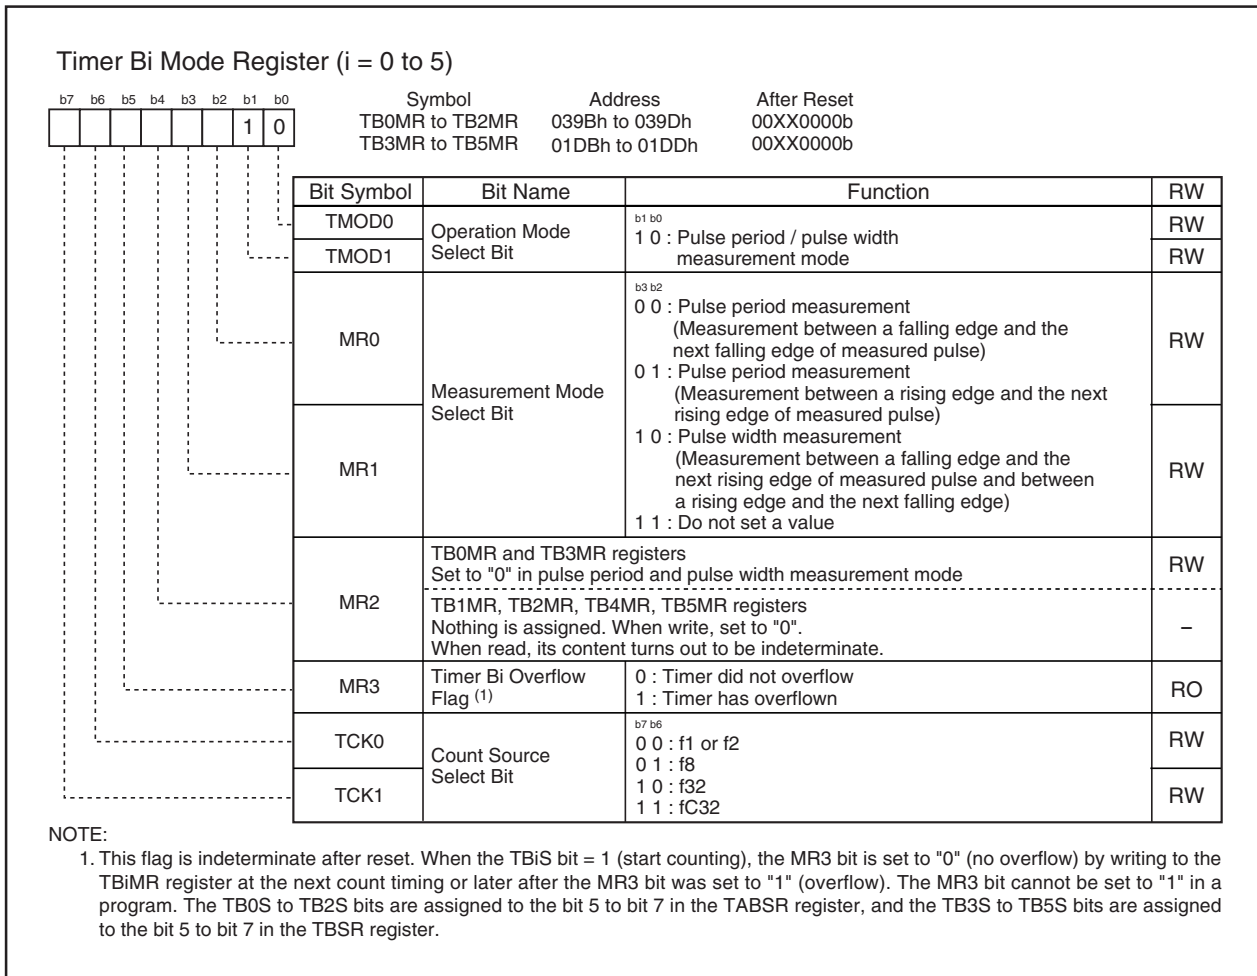 Timer Bi Mode Register (i = 0 to 5)
b7 b6 b5 b4 b3 b2 b1 b0
1 0
Symbol Address After Reset
TB0MR to TB2MR 039Bh to 039Dh 00XX0000b
TB3MR to TB5MR 01DBh to 01DDh 00XX0000b
Bit Symbol Bit Name Function RW
TMOD0 RW
TMOD1 RW
Operation Mode
Select Bit
b1 b0
1 0 : Pulse period / pulse width
measurement mode
MR0 RW
MR1 RW
Measurement Mode
Select Bit
b3 b2
0 0 : Pulse period measurement
(Measurement between a falling edge and the
next falling edge of measured pulse)
0 1 : Pulse period measurement
(Measurement between a rising edge and the next
rising edge of measured pulse)
1 0 : Pulse width measurement
(Measurement between a falling edge and the
next rising edge of measured pulse and between
a rising edge and the next falling edge)
1 1 : Do not set a value
MR2
TB0MR and TB3MR registers
Set to "0" in pulse period and pulse width measurement mode
RW
TB1MR, TB2MR, TB4MR, TB5MR registers
Nothing is assigned. When write, set to "0".
When read, its content turns out to be indeterminate.
–
MR3
Timer Bi Overflow
Flag (1)
0 : Timer did not overflow
1 : Timer has overflown
RO
TCK0 RW
TCK1 RW
Count Source
Select Bit
b7 b6
0 0 : f1 or f2
0 1 : f8
1 0 : f32
1 1 : fC32
NOTE:
1. This flag is indeterminate after reset. When the TBiS bit = 1 (start counting), the MR3 bit is set to "0" (no overflow) by writing to the
TBiMR register at the next count timing or later after the MR3 bit was set to "1" (overflow). The MR3 bit cannot be set to "1" in a
program. The TB0S to TB2S bits are assigned to the bit 5 to bit 7 in the TABSR register, and the TB3S to TB5S bits are assigned
to the bit 5 to bit 7 in the TBSR register.